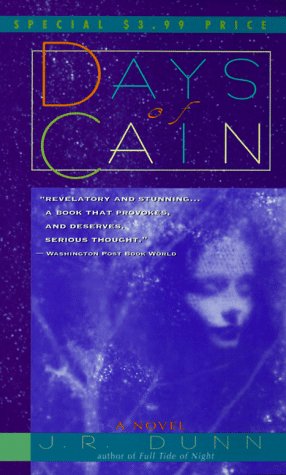 SPECIAL $3.99 PRICE
DAYS
of
CAIN
"REVELATORY AND STUNNING...
A BOOK THAT PROVOKES,
AND DESERVES,
SERIOUS THOUGHT."
— WASHINGTON POST BOOK WORLD
A NOVEL
J.R. DUNN
author of Full Tide of Night